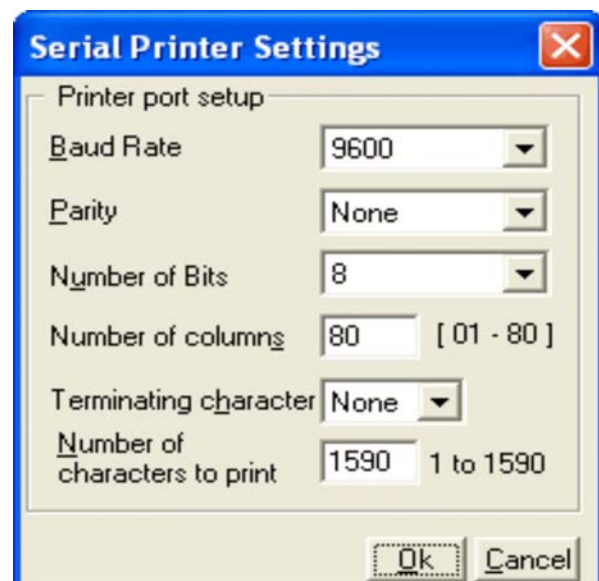 Serial Printer Settings
Printer port setup
Baud Rate 9600
Parity None
Number of Bits 8
Number of columns 80 [ 01 - 80 ]
Terminating character None
Number of
characters to print 1590 1 to 1590
Ok Cancel